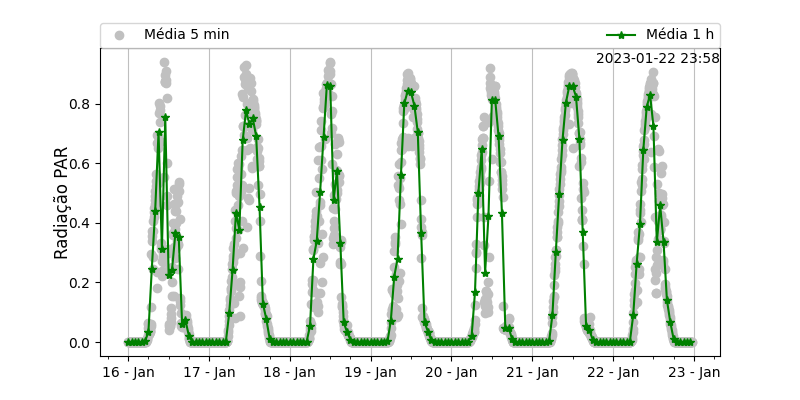 Média 5 min
Média 1 h
2023-01-22 23:58
Radiação PAR
0.8
0.6
0.4
0.2
0.0
16 - Jan
17 - Jan
18 - Jan
19 - Jan
20 - Jan
21 - Jan
22 - Jan
23 - Jan